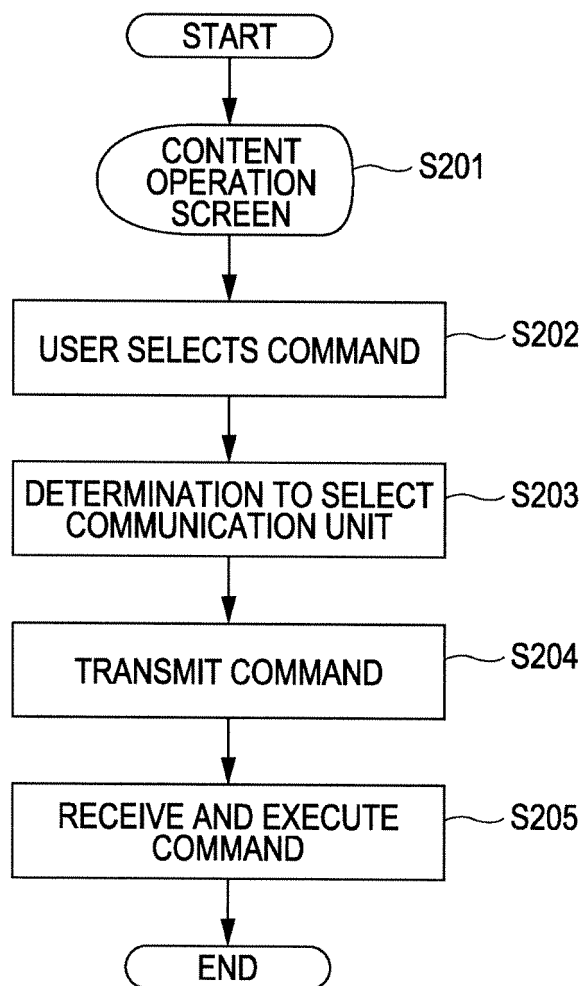 START
CONTENT
OPERATION
SCREEN
S201
USER SELECTS COMMAND
S202
DETERMINATION TO SELECT
COMMUNICATION UNIT
S203
TRANSMIT COMMAND
S204
RECEIVE AND EXECUTE
COMMAND
S205
END